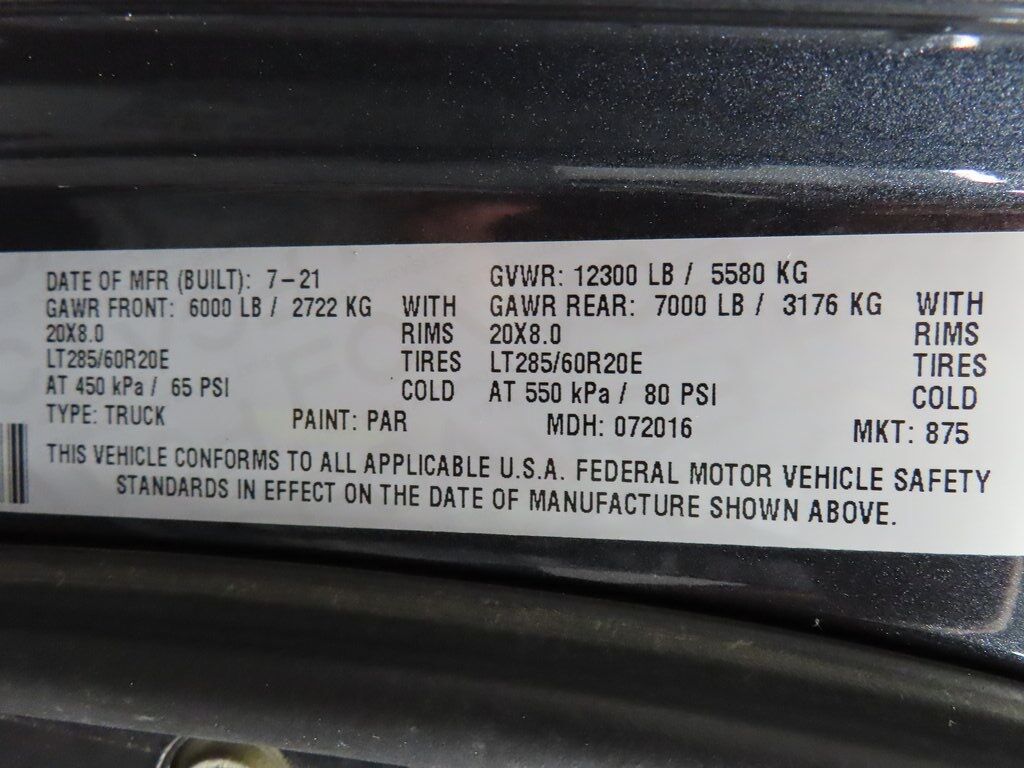 DATE OF MFR (BUILT): 7-21 GVWR: 12300 LB / 5580 KG
GAWR FRONT: 6000 LB / 2722 KG WITH GAWR REAR: 7000 LB / 3176 KG WITH
20X8.0 RIMS 20X8.0 RIMS
LT285/60R20E TIRES LT285/60R20E TIRES
AT 450 kPa / 65 PSI COLD AT 550 kPa / 80 PSI COLD
TYPE: TRUCK PAINT: PAR MDH: 072016 MKT: 875
THIS VEHICLE CONFORMS TO ALL APPLICABLE U.S.A. FEDERAL MOTOR VEHICLE SAFETY
STANDARDS IN EFFECT ON THE DATE OF MANUFACTURE SHOWN ABOVE.